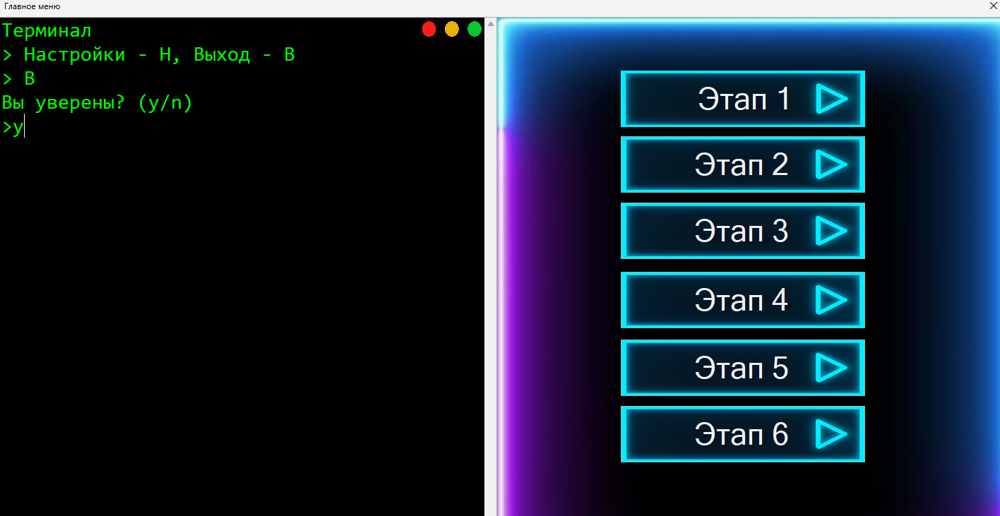 Главное меню
Терминал
> Настройки - Н, Выход - В
> В
Вы уверены? (y/n)
>y
Этап 1
Этап 2
Этап 3
Этап 4
Этап 5
Этап 6